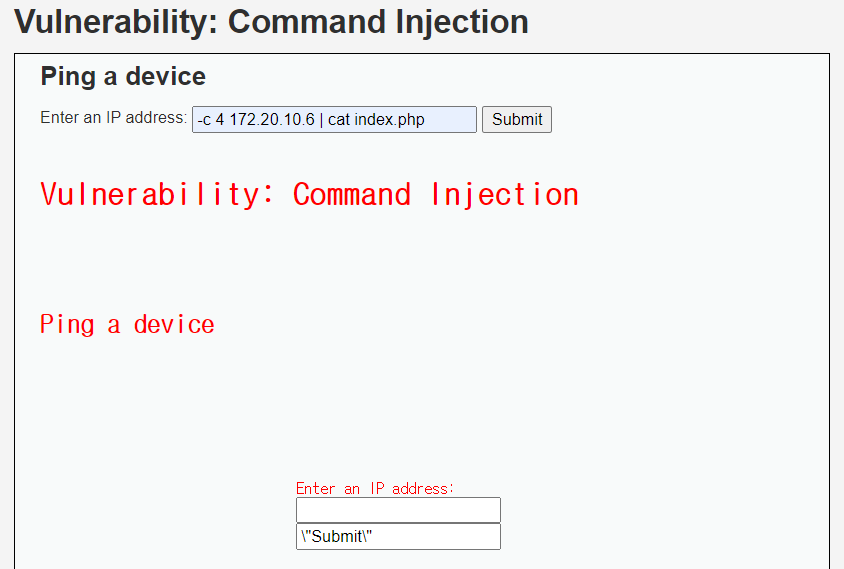 Vulnerability: Command Injection
Ping a device
Enter an IP address: -c 4 172.20.10.6 | cat index.php Submit
Vulnerability: Command Injection
Ping a device
Enter an IP address:
\"Submit\"